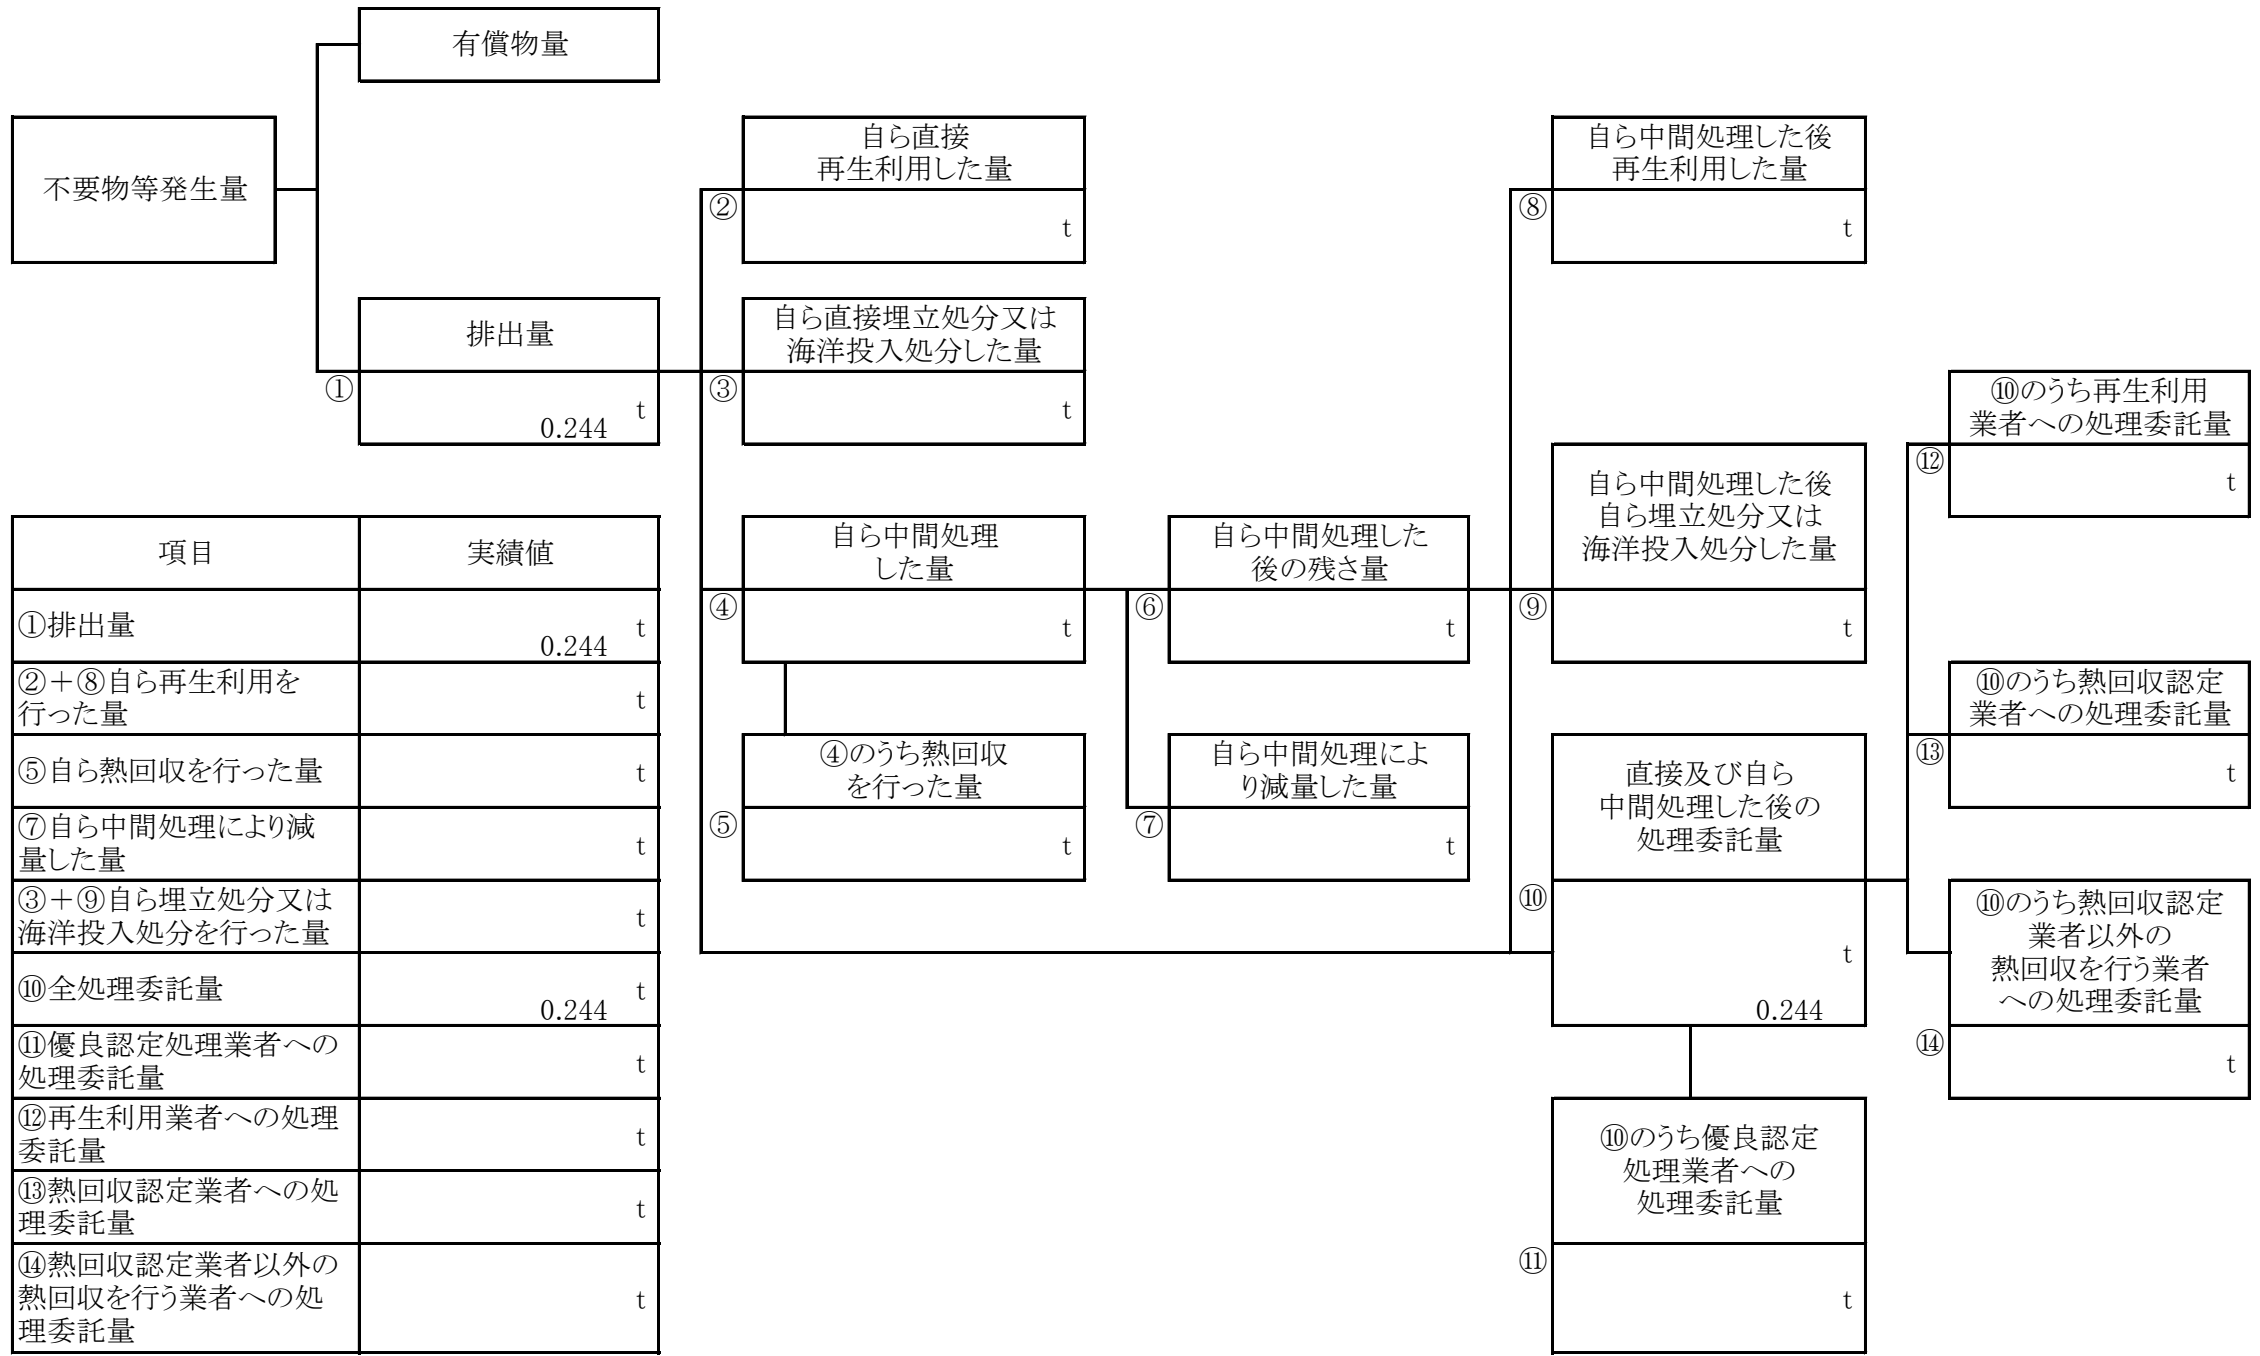 有償物量
不要物等発生量
排出量
①
t
0.244
自ら直接
再生利用した量
②
t
自ら直接埋立処分又は
海洋投入処分した量
③
t
自ら中間処理
した量
④
t
④のうち熱回収
を行った量
⑤
t
自ら中間処理した
後の残さ量
⑥
t
自ら中間処理によ
り減量した量
⑦
t
自ら中間処理した後
再生利用した量
⑧
t
自ら中間処理した後
自ら埋立処分又は
海洋投入処分した量
⑨
t
直接及び自ら
中間処理した後の
処理委託量
⑩
t
0.244
⑩のうち優良認定
処理業者への
処理委託量
⑪
t
⑩のうち再生利用
業者への処理委託量
⑫
t
⑩のうち熱回収認定
業者への処理委託量
⑬
t
⑩のうち熱回収認定
業者以外の
熱回収を行う業者
への処理委託量
⑭
t
項目 実績値
①排出量 t
0.244
②＋⑧自ら再生利用を
行った量 t
⑤自ら熱回収を行った量 t
⑦自ら中間処理により減
量した量 t
③＋⑨自ら埋立処分又は
海洋投入処分を行った量 t
⑩全処理委託量 t
0.244
⑪優良認定処理業者への
処理委託量 t
⑫再生利用業者への処理
委託量 t
⑬熱回収認定業者への処
理委託量 t
⑭熱回収認定業者以外の
熱回収を行う業者への処 t
理委託量